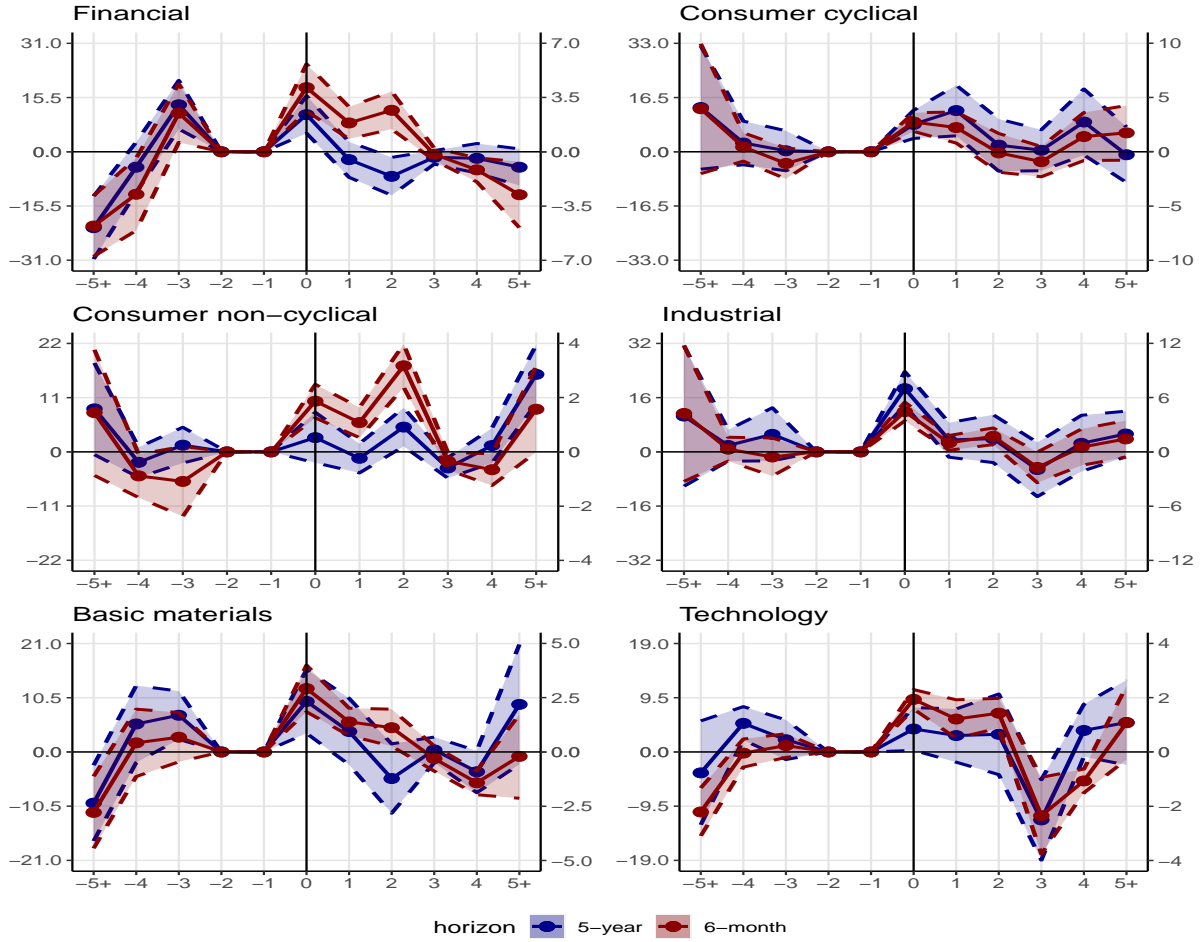 Financial Consumer cyclical
31.0 7.0 33.0 10
15.5 3.5 16.5 5
0.0 0.0 0.0 0
−15.5 −3.5 −16.5 −5
−31.0 −7.0 −33.0 −10
−5+ −4 −3 −2 −1 0 1 2 3 4 5+ −5+ −4 −3 −2 −1 0 1 2 3 4 5+
Consumer non−cyclical Industrial
22 4 32 12
11 2 16 6
0 0 0 0
−11 −2 −16 −6
−22 −4 −32 −12
−5+ −4 −3 −2 −1 0 1 2 3 4 5+ −5+ −4 −3 −2 −1 0 1 2 3 4 5+
Basic materials Technology
21.0 5.0 19.0 4
10.5 2.5 9.5 2
0.0 0.0 0.0 0
−10.5 −2.5 −9.5 −2
−21.0 −5.0 −19.0 −4
−5+ −4 −3 −2 −1 0 1 2 3 4 5+ −5+ −4 −3 −2 −1 0 1 2 3 4 5+
horizon 5−year 6−month